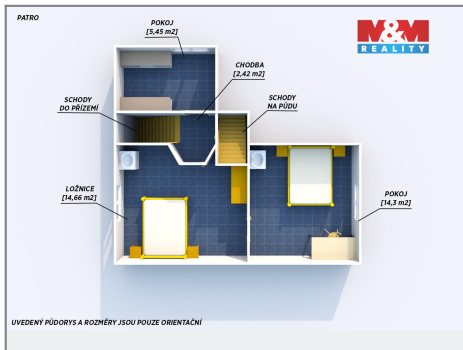 PATRO
M&M
REALITY
POKOJ
[5,45 m2]
CHODBA
[2,42 m2]
SCHODY
DO PŘÍZEMÍ
SCHODY
NA PŮDU
LOŽNICE
[14,66 m2]
POKOJ
[14,3 m2]
UVEDENÝ PŮDORYS A ROZMĚRY JSOU POUZE ORIENTAČNÍ